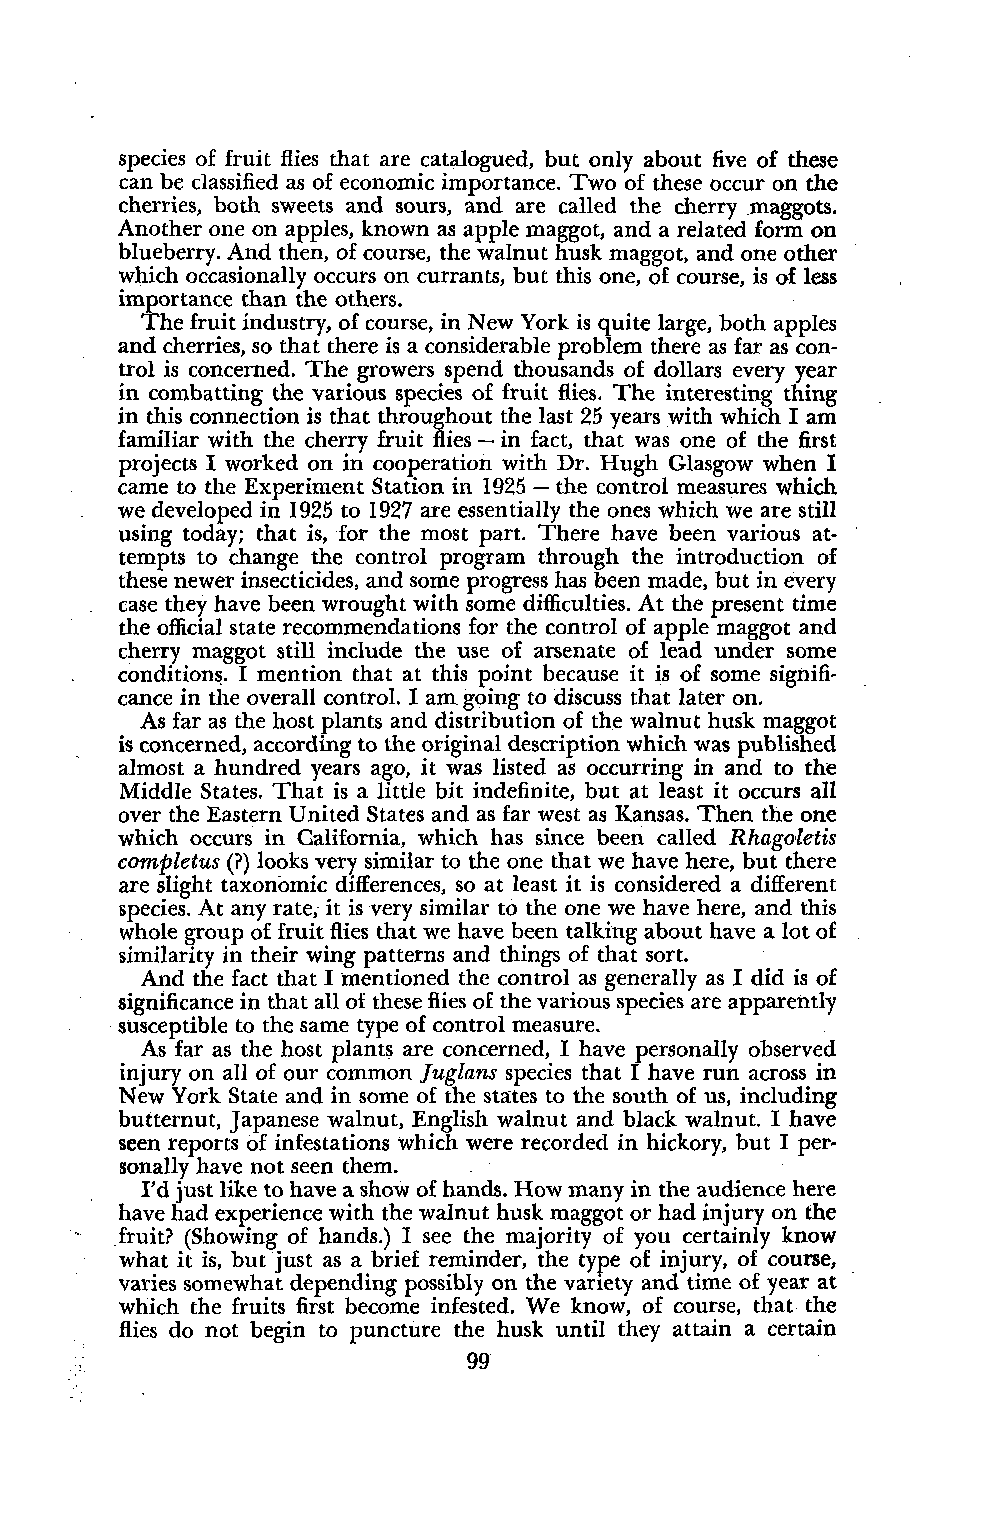 species of fruit flies that are catalogued, but only about five of these
can be classified as of economic importance. Two of these occur on the
cherries, both sweets and sours, and are called the cherry maggots.
Another one on apples, known as apple maggot, and a related form on
blueberry. And then, of course, the walnut husk maggot, and one other
which occasionally occurs on currants, but this one, of course, is of less
importance than the others.
The fruit industry, of course, in New York is quite large, both apples
and cherries, so that there is a considerable problem there as far as con-
trol is concerned. The growers spend thousands of dollars every year
in combatting the various species of fruit flies. The interesting thing
in this connection is that throughout the last 25 years with which I am
familiar with the cherry fruit flies — in fact, that was one of the first
projects I worked on in cooperation with Dr. Hugh Glasgow when I
came to the Experiment Station in 1925 — the control measures which
we developed in 1925 to 1927 are essentially the ones which we are still
using today; that is, for the most part. There have been various at-
tempts to change the control program through the introduction of
these newer insecticides, and some progress has been made, but in every
case they have been wrought with some difficulties. At the present time
the official state recommendations for the control of apple maggot and
cherry maggot still include the use of arsenate of lead under some
conditions. I mention that at this point because it is of some signifi-
cance in the overall control. I am going to discuss that later on.
As far as the host plants and distribution of the walnut husk maggot
is concerned, according to the original description which was published
almost a hundred years ago, it was listed as occurring in and to the
Middle States. That is a little bit indefinite, but at least it occurs all
over the Eastern United States and as far west as Kansas. Then the one
which occurs in California, which has since been called Rhagoletis
completus (?) looks very similar to the one that we have here, but there
are slight taxonomic differences, so at least it is considered a different
species. At any rate, it is very similar to the one we have here, and this
whole group of fruit flies that we have been talking about have a lot of
similarity in their wing patterns and things of that sort.
And the fact that I mentioned the control as generally as I did is of
significance in that all of these flies of the various species are apparently
susceptible to the same type of control measure.
As far as the host plants are concerned, I have personally observed
injury on all of our common Juglans species that I have run across in
New York State and in some of the states to the south of us, including
butternut, Japanese walnut, English walnut and black walnut. I have
seen reports of infestations which were recorded in hickory, but I per-
sonally have not seen them.
I'd just like to have a show of hands. How many in the audience here
have had experience with the walnut husk maggot or had injury on the
fruit? (Showing of hands.) I see the majority of you certainly know
what it is, but just as a brief reminder, the type of injury, of course,
varies somewhat depending possibly on the variety and time of year at
which the fruits first become infested. We know, of course, that the
flies do not begin to puncture the husk until they attain a certain
99